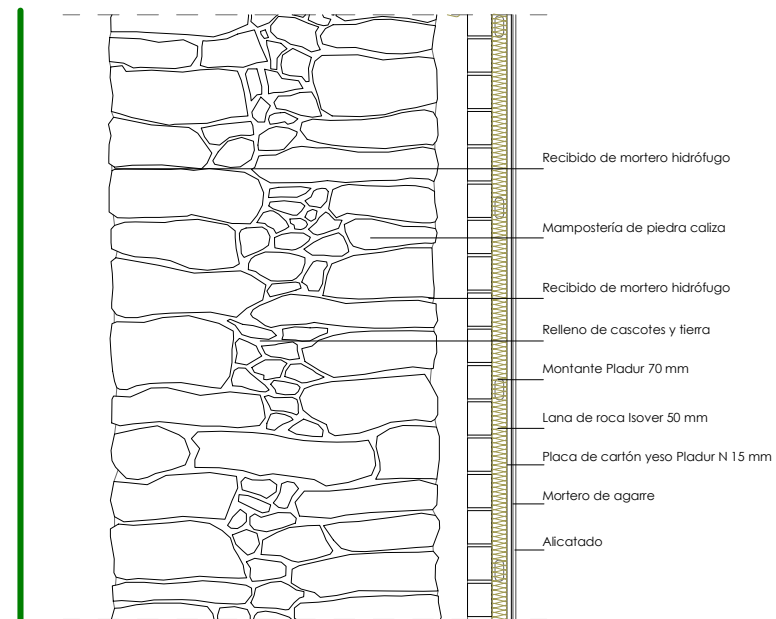 Recibido de mortero hidrófugo
Mampostería de piedra caliza
Recibido de mortero hidrófugo
Relleno de cascotes y tierra
Montante Pladur 70 mm
Lana de roca Isover 50 mm
Placa de cartón yeso Pladur N 15 mm
Mortero de agarre
Alicatado